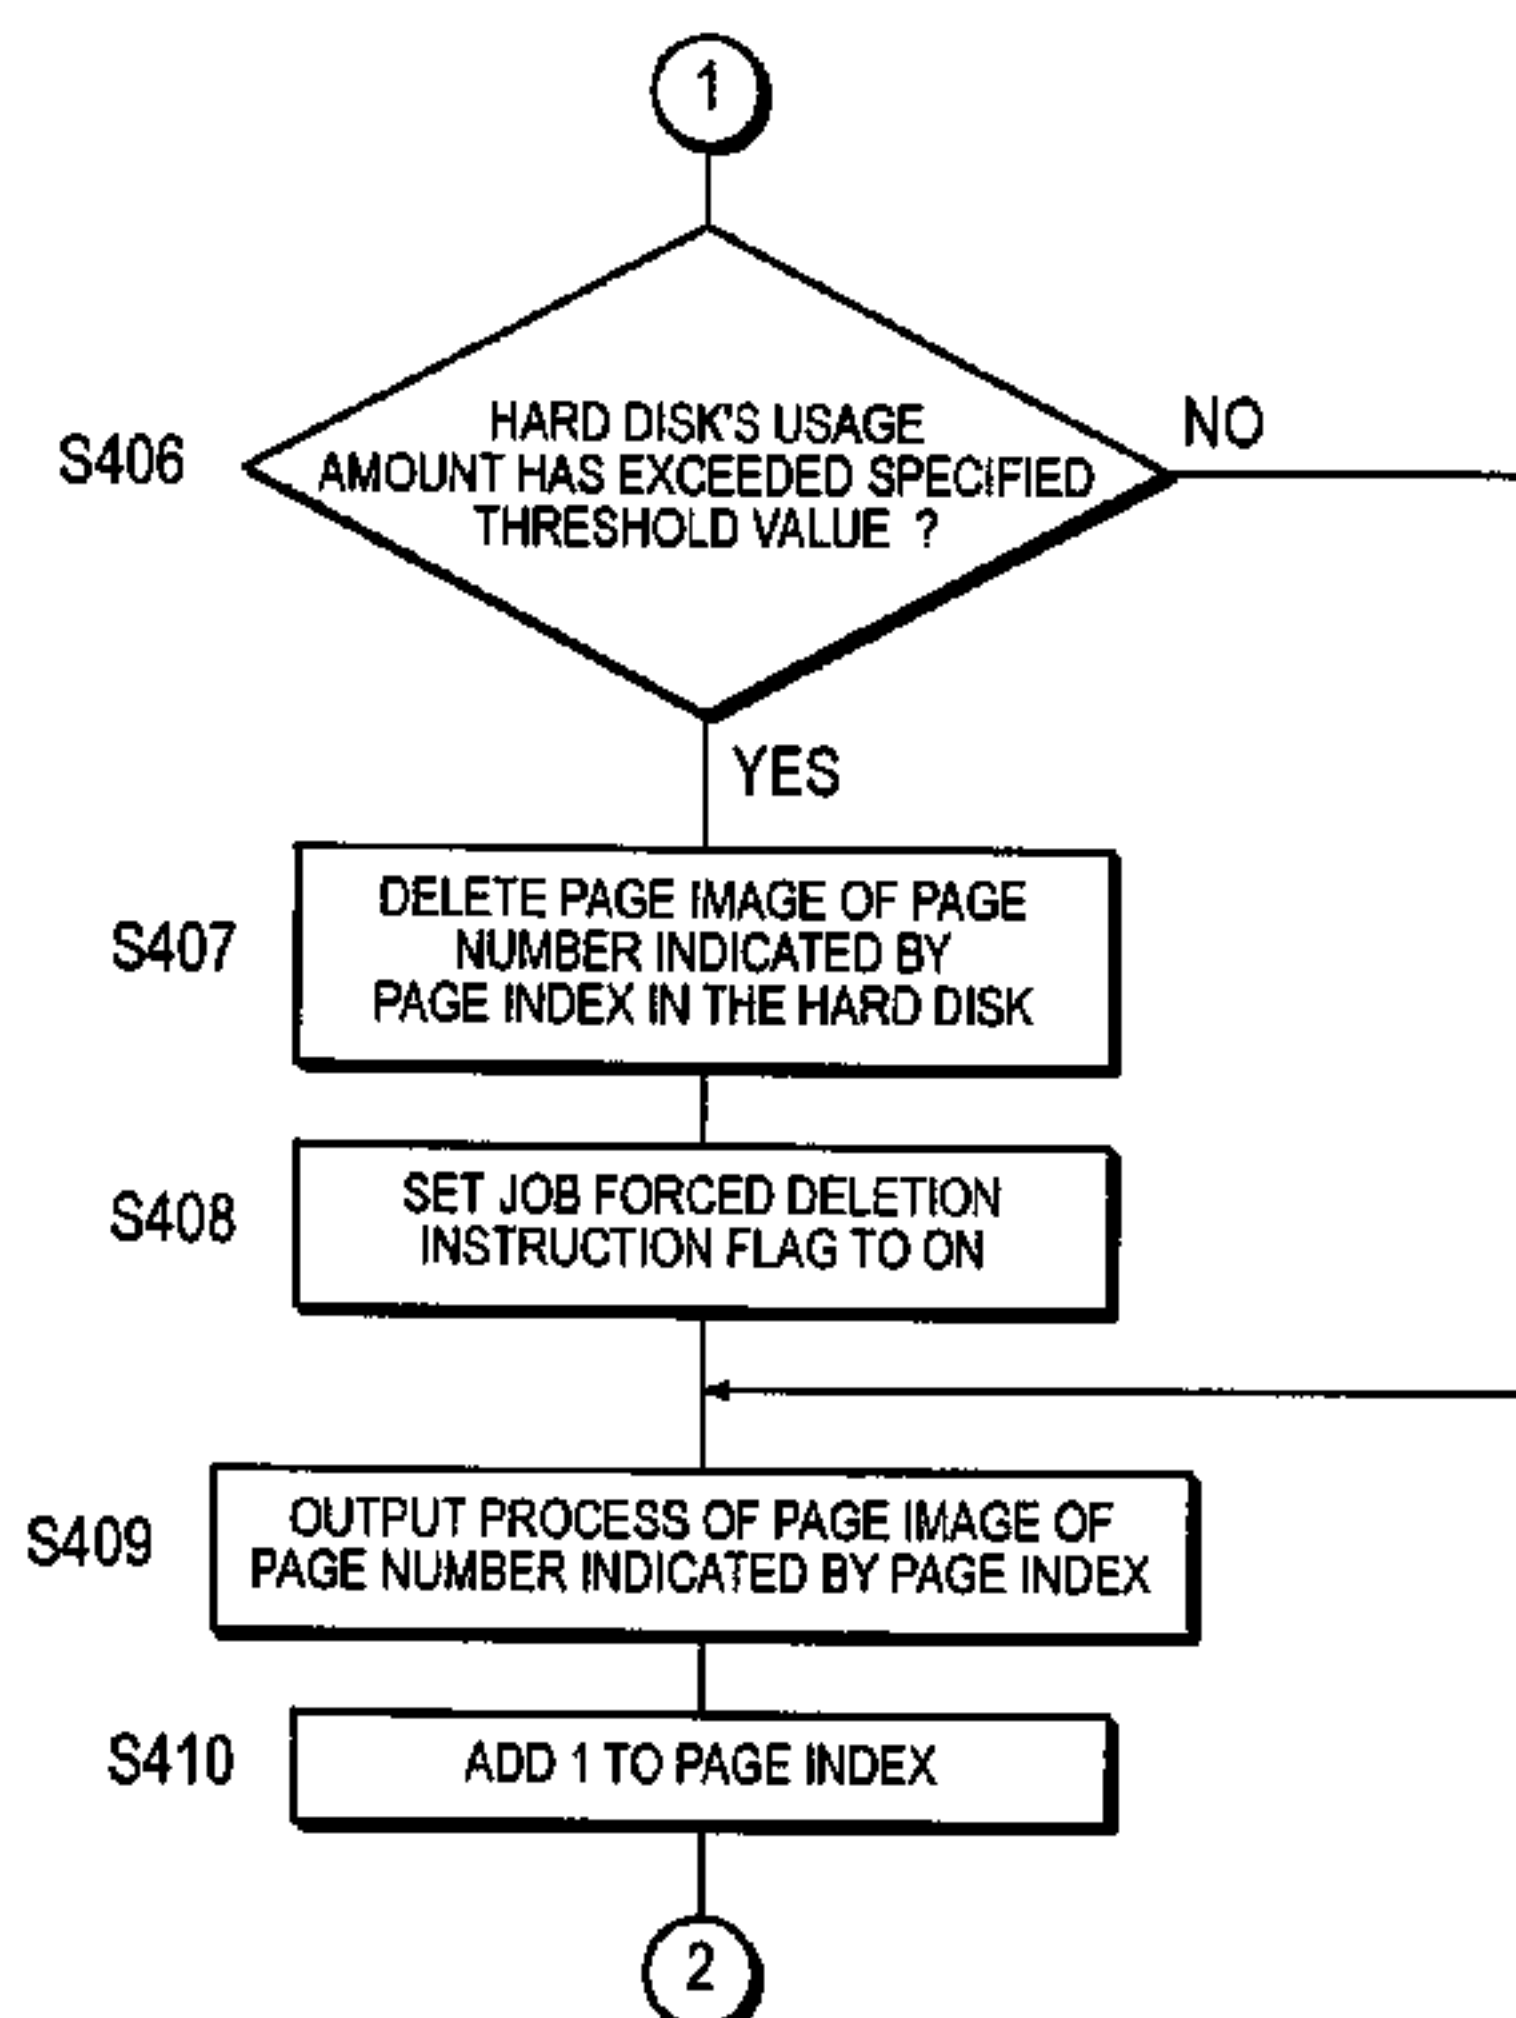 1
HARD DISK'S USAGE
AMOUNT HAS EXCEEDED SPECIFIED
THRESHOLD VALUE ?
S406
NO
YES
S407
DELETE PAGE IMAGE OF PAGE
NUMBER INDICATED BY
PAGE INDEX IN THE HARD DISK
S408
SET JOB FORCED DELETION
INSTRUCTION FLAG TO ON
S409
OUTPUT PROCESS OF PAGE IMAGE OF
PAGE NUMBER INDICATED BY PAGE INDEX
S410
ADD 1 TO PAGE INDEX
2